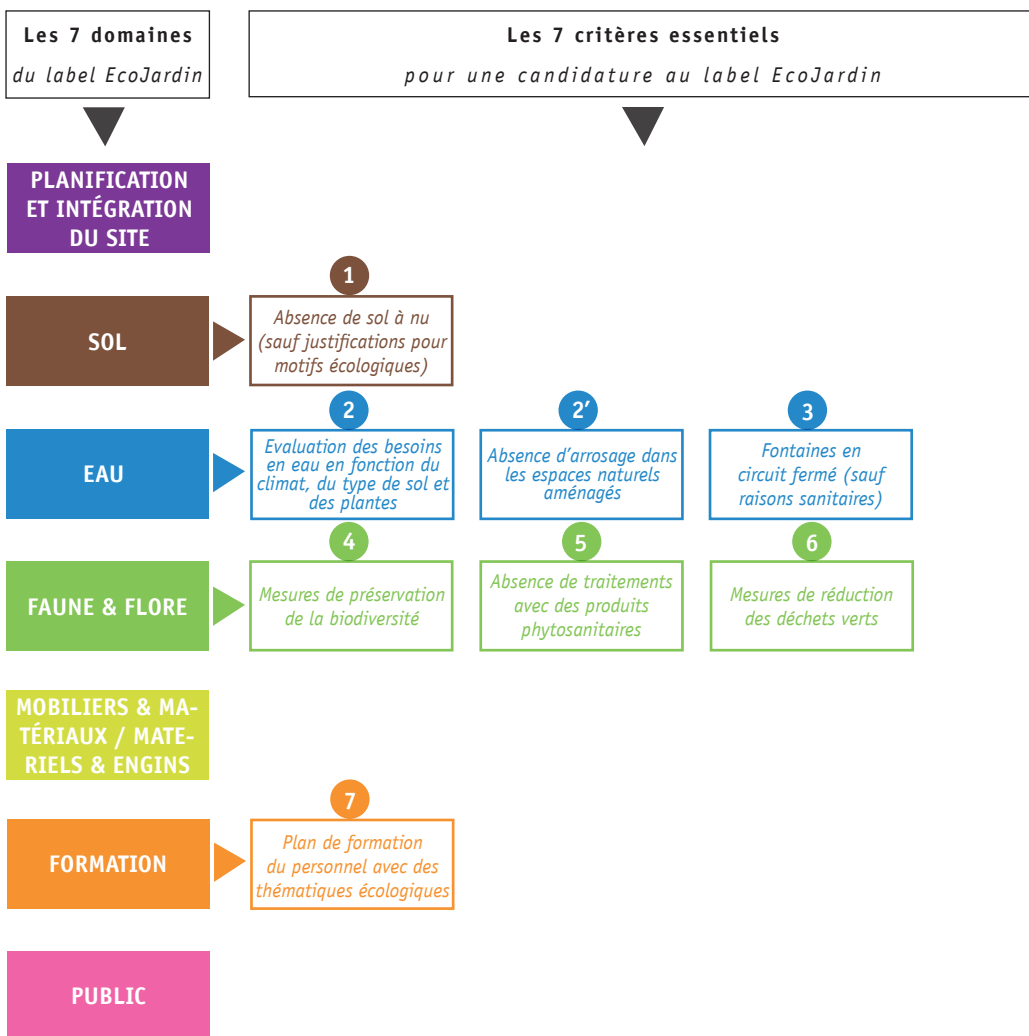 Les 7 domaines
du label EcoJardin
Les 7 critères essentiels
pour une candidature au label EcoJardin
PLANIFICATION
ET INTÉGRATION
DU SITE
SOL
1
Absence de sol à nu
(sauf justifications pour
motifs écologiques)
EAU
2
Evaluation des besoins
en eau en fonction du
climat, du type de sol et
des plantes
2’
Absence d’arrosage dans
les espaces naturels
aménagés
3
Fontaines en
circuit fermé (sauf
raisons sanitaires)
FAUNE & FLORE
4
Mesures de préservation
de la biodiversité
5
Absence de traitements
avec des produits
phytosanitaires
6
Mesures de réduction
des déchets verts
MOBILIERS & MA-
TÉRIAUX / MATE-
RIELS & ENGINS
FORMATION
7
Plan de formation
du personnel avec des
thématiques écologiques
PUBLIC